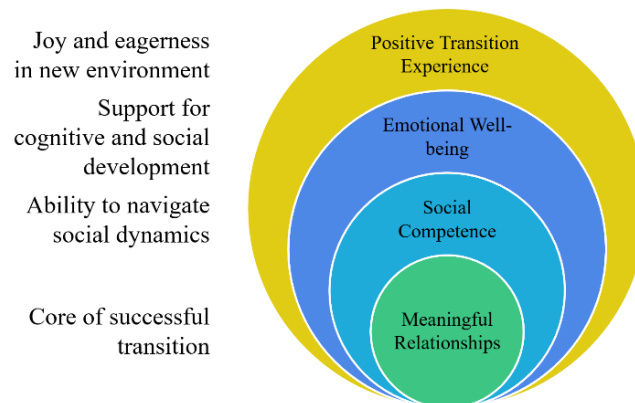 Joy and eagerness
in new environment
Positive Transition
Experience
Support for
cognitive and social
development
Emotional Well-
being
Ability to navigate
social dynamics
Social
Competence
Core of successful
transition
Meaningful
Relationships